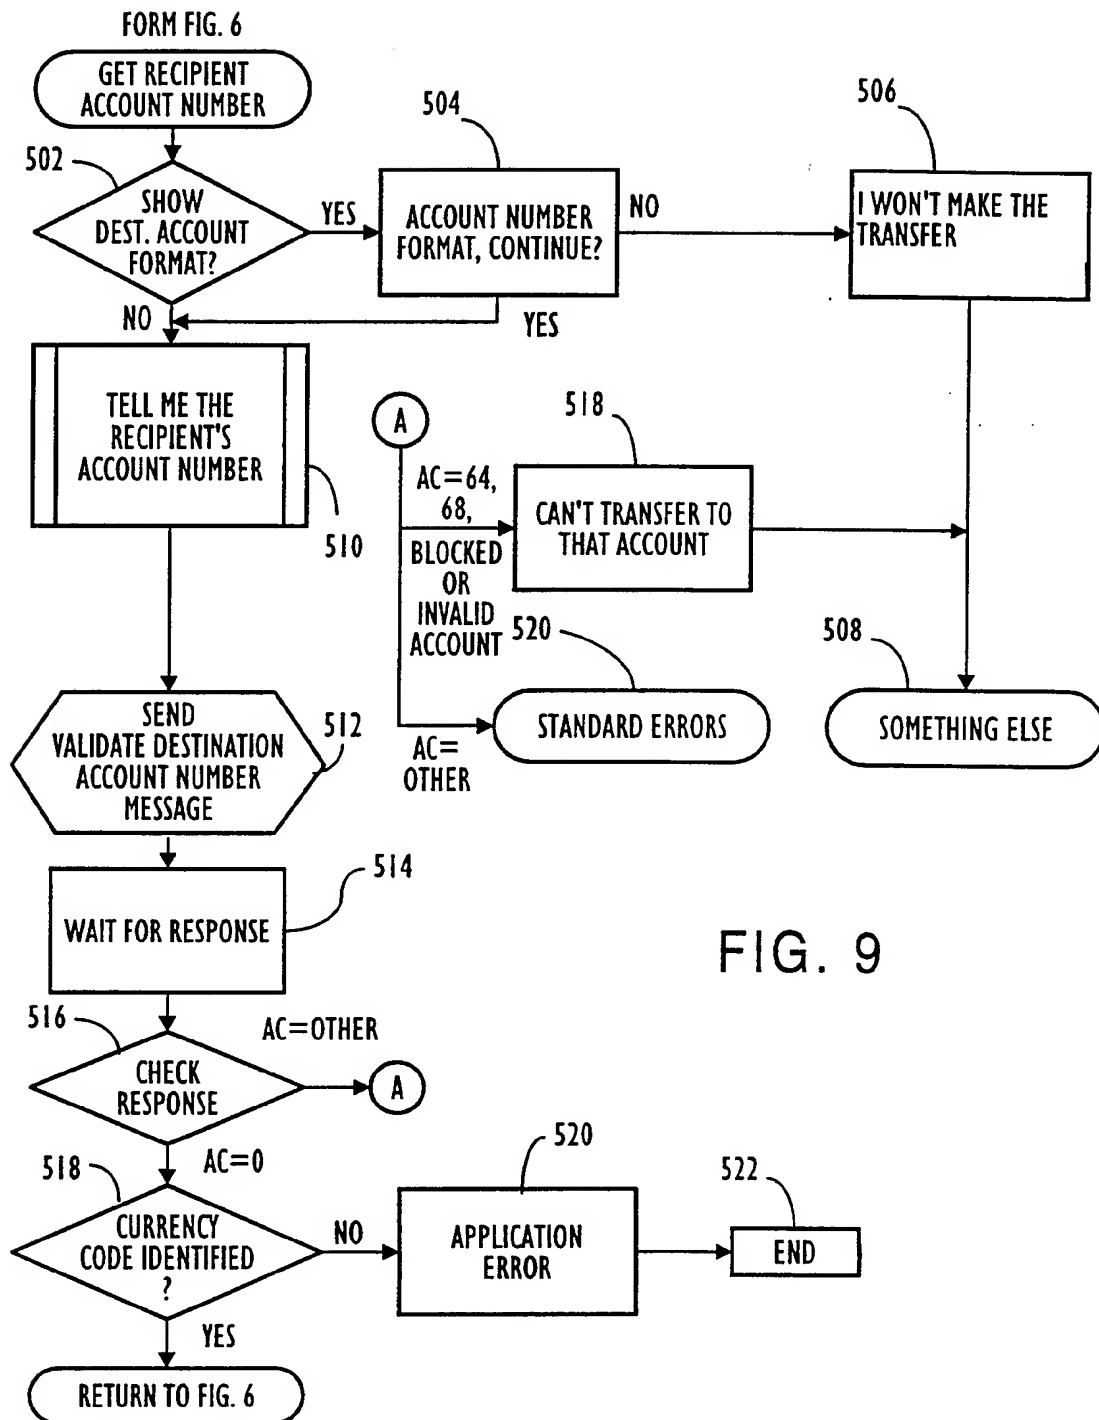 FORM FIG. 6
GET RECIPIENT
ACCOUNT NUMBER
502
SHOW
DEST. ACCOUNT
FORMAT?
YES
NO
504
ACCOUNT NUMBER
FORMAT, CONTINUE?
NO
YES
506
I WON'T MAKE THE
TRANSFER
TELL ME THE
RECIPIENT'S
ACCOUNT NUMBER
510
A
AC=64,
68,
BLOCKED
OR
INVALID
ACCOUNT
518
CAN'T TRANSFER TO
THAT ACCOUNT
520
STANDARD ERRORS
AC=
OTHER
508
SOMETHING ELSE
SEND
VALIDATE DESTINATION
ACCOUNT NUMBER
MESSAGE
512
WAIT FOR RESPONSE
514
FIG. 9
516
CHECK
RESPONSE
AC=OTHER
A
AC=0
518
CURRENCY
CODE IDENTIFIED
?
NO
520
APPLICATION
ERROR
522
END
YES
RETURN TO FIG. 6